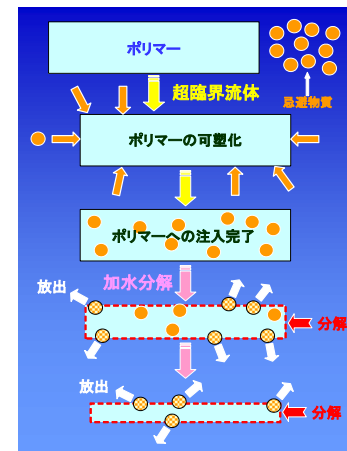 ポリマー
超臨界流体
忌避物質
ポリマーの可塑化
ポリマーへの注入完了
加水分解
放出
分解
放出
分解